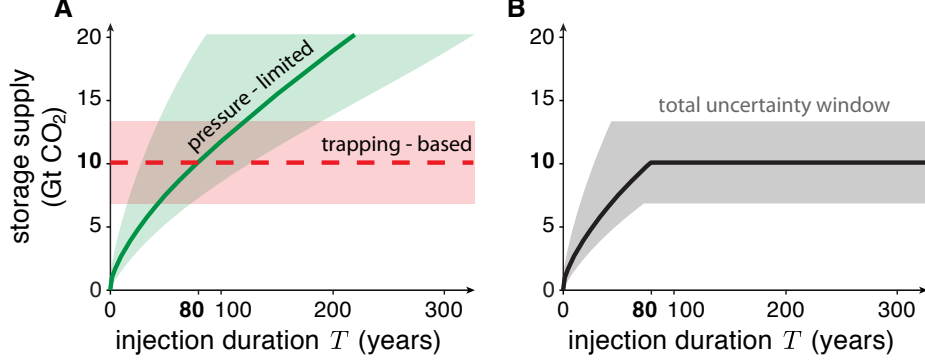 A
storage supply
(Gt CO2)
20
15
10
5
0
pressure - limited
trapping - based
0 80 100 200 300
injection duration T (years)
B
20
15
10
5
0
total uncertainty window
0 80 100 200 300
injection duration T (years)